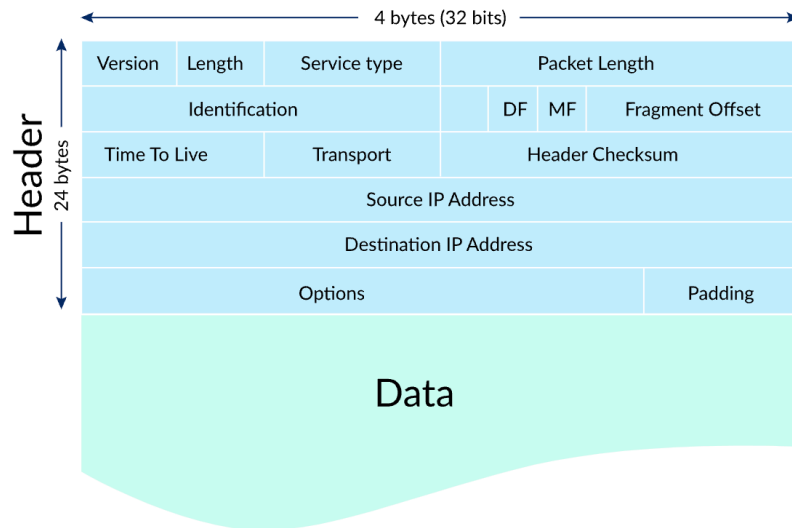 4 bytes (32 bits)
Version Length Service type Packet Length
Identification DF MF Fragment Offset
Time To Live Transport Header Checksum
Source IP Address
Destination IP Address
Options Padding
Header
24 bytes
Data